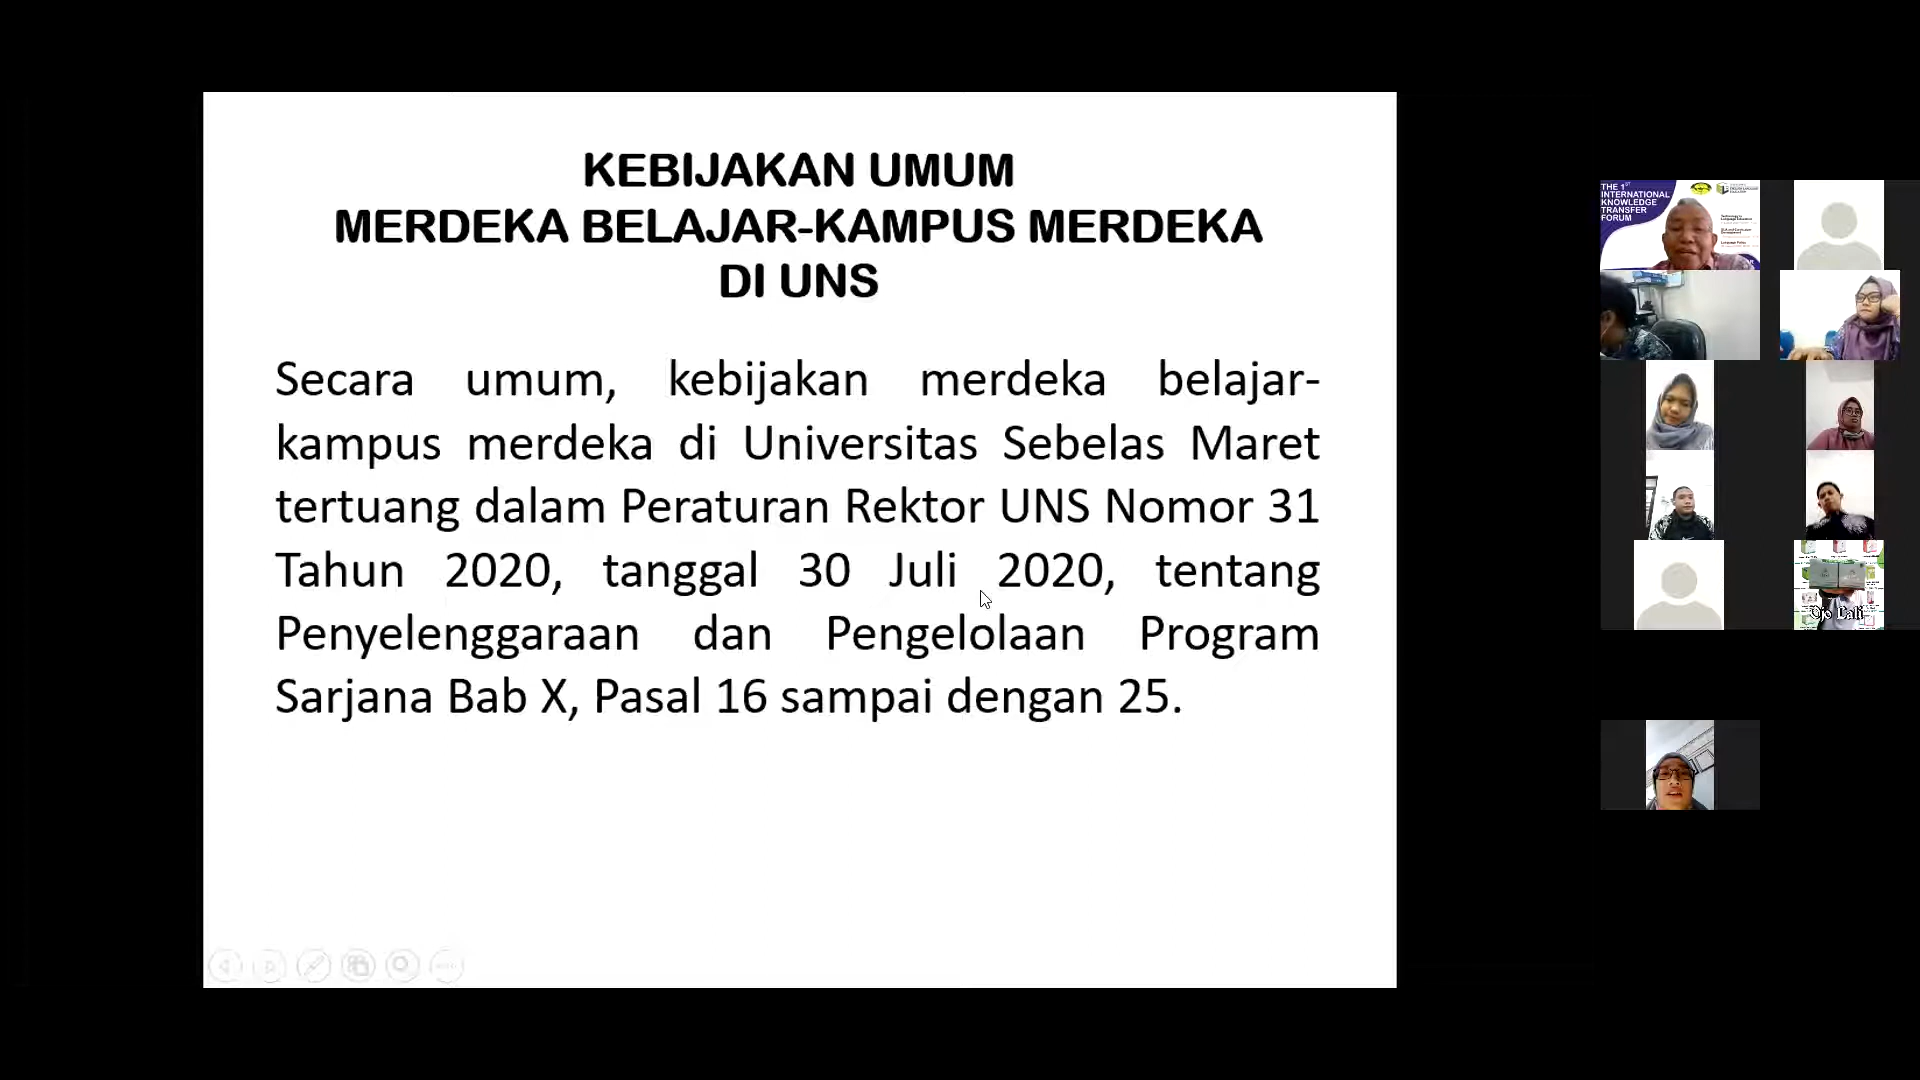 KEBIJAKAN UMUM
MERDEKA BELAJAR-KAMPUS MERDEKA
DI UNS
Secara umum, kebijakan merdeka belajar-
kampus merdeka di Universitas Sebelas Maret
tertuang dalam Peraturan Rektor UNS Nomor 31
Tahun 2020, tanggal 30 Juli 2020, tentang
Penyelenggaraan dan Pengelolaan Program
Sarjana Bab X, Pasal 16 sampai dengan 25.
THE 1ST
INTERNATIONAL
KNOWLEDGE
TRANSFER
FORUM
Ojo Lali